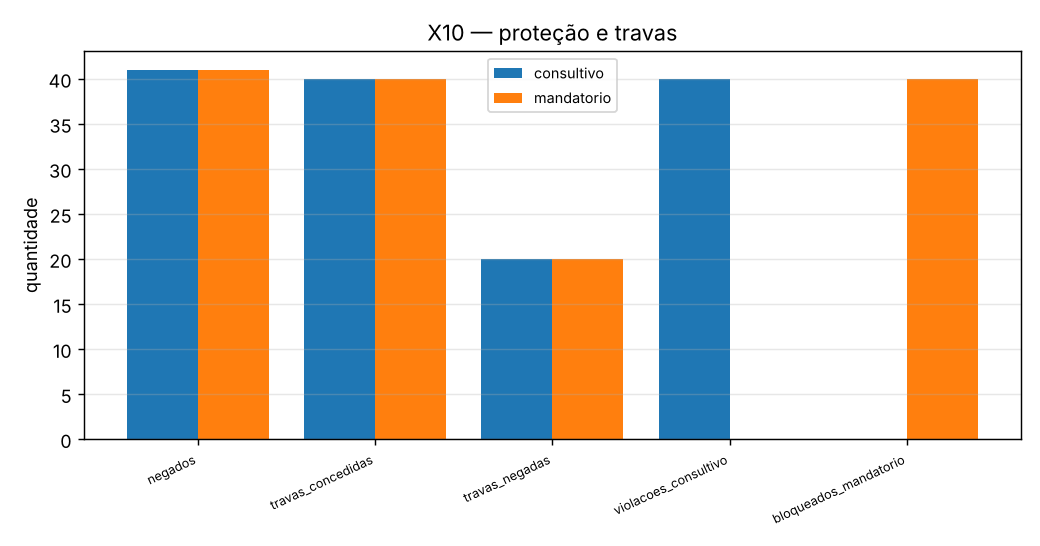 X10 — proteção e travas
consultivo
mandatorio
quantidade
40
35
30
25
20
15
10
5
0
negados
travas_concedidas
travas_negadas
violacoes_consultivo
bloqueados_mandatorio